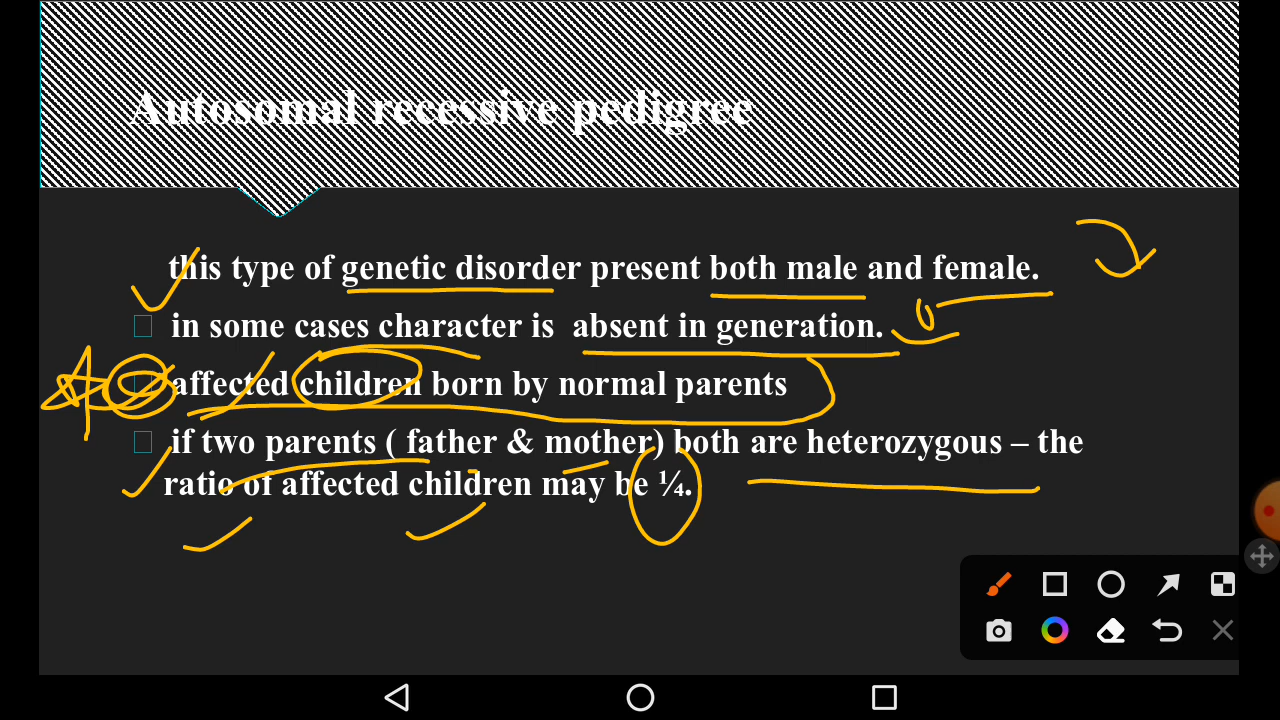 Autosomal recessive pedigree
this type of genetic disorder present both male and female.
in some cases character is absent in generation.
affected children born by normal parents
if two parents ( father & mother) both are heterozygous – the
ratio of affected children may be ¼.